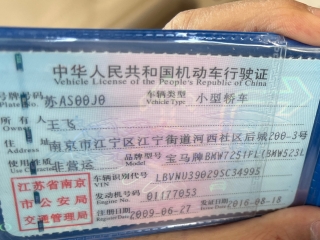 中华人民共和国机动车行驶证
Vehicle License of the People's Republic of China
号牌号码 苏AS00J0 车辆类型 小型轿车
Plate No. Vehicle Type
所有人 王飞
Owner
住址 南京市江宁区江宁街道河西社区后城200-3号
Address
使用性质 非营运 品牌型号 宝马牌BMW7251FL(BMW523L
Use Model
江苏省南京市公安局交通管理局
车辆识别代号 LBVNU39029SC34995
VIN
发动机号码 01177053
Engine No.
注册日期 2009-06-27 发证日期 2016-08-18